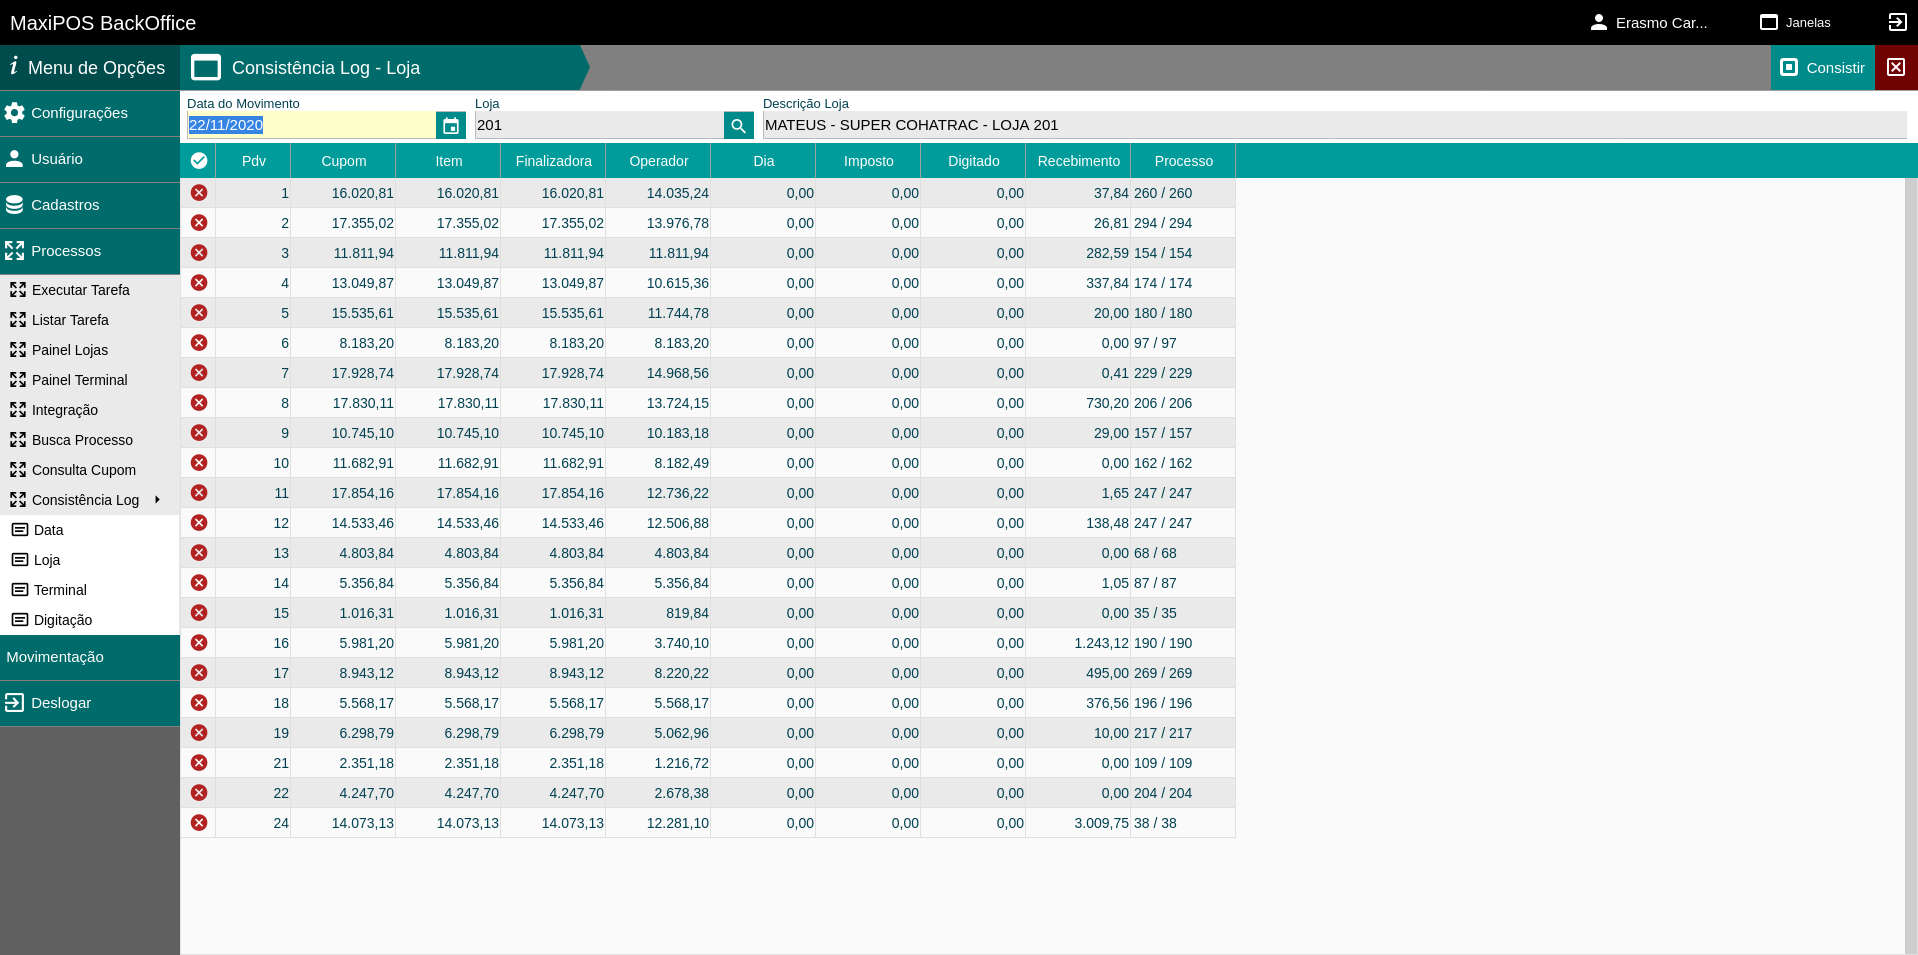 MaxiPOS BackOffice
Erasmo Car...
Janelas
Menu de Opções
Consistência Log - Loja
Consistir
Configurações
Usuário
Cadastros
Processos
Executar Tarefa
Listar Tarefa
Painel Lojas
Painel Terminal
Integração
Busca Processo
Consulta Cupom
Consistência Log
Data
Loja
Terminal
Digitação
Movimentação
Deslogar
Data do Movimento Loja Descrição Loja
22/11/2020 201 MATEUS - SUPER COHATRAC - LOJA 201
Pdv Cupom Item Finalizadora Operador Dia Imposto Digitado Recebimento Processo
1 16.020,81 16.020,81 16.020,81 14.035,24 0,00 0,00 0,00 37,84 260 / 260
2 17.355,02 17.355,02 17.355,02 13.976,78 0,00 0,00 0,00 26,81 294 / 294
3 11.811,94 11.811,94 11.811,94 11.811,94 0,00 0,00 0,00 282,59 154 / 154
4 13.049,87 13.049,87 13.049,87 10.615,36 0,00 0,00 0,00 337,84 174 / 174
5 15.535,61 15.535,61 15.535,61 11.744,78 0,00 0,00 0,00 20,00 180 / 180
6 8.183,20 8.183,20 8.183,20 8.183,20 0,00 0,00 0,00 0,00 97 / 97
7 17.928,74 17.928,74 17.928,74 14.968,56 0,00 0,00 0,00 0,41 229 / 229
8 17.830,11 17.830,11 17.830,11 13.724,15 0,00 0,00 0,00 730,20 206 / 206
9 10.745,10 10.745,10 10.745,10 10.183,18 0,00 0,00 0,00 29,00 157 / 157
10 11.682,91 11.682,91 11.682,91 8.182,49 0,00 0,00 0,00 0,00 162 / 162
11 17.854,16 17.854,16 17.854,16 12.736,22 0,00 0,00 0,00 1,65 247 / 247
12 14.533,46 14.533,46 14.533,46 12.506,88 0,00 0,00 0,00 138,48 247 / 247
13 4.803,84 4.803,84 4.803,84 4.803,84 0,00 0,00 0,00 0,00 68 / 68
14 5.356,84 5.356,84 5.356,84 5.356,84 0,00 0,00 0,00 1,05 87 / 87
15 1.016,31 1.016,31 1.016,31 819,84 0,00 0,00 0,00 0,00 35 / 35
16 5.981,20 5.981,20 5.981,20 3.740,10 0,00 0,00 0,00 1.243,12 190 / 190
17 8.943,12 8.943,12 8.943,12 8.220,22 0,00 0,00 0,00 495,00 269 / 269
18 5.568,17 5.568,17 5.568,17 5.568,17 0,00 0,00 0,00 376,56 196 / 196
19 6.298,79 6.298,79 6.298,79 5.062,96 0,00 0,00 0,00 10,00 217 / 217
21 2.351,18 2.351,18 2.351,18 1.216,72 0,00 0,00 0,00 0,00 109 / 109
22 4.247,70 4.247,70 4.247,70 2.678,38 0,00 0,00 0,00 0,00 204 / 204
24 14.073,13 14.073,13 14.073,13 12.281,10 0,00 0,00 0,00 3.009,75 38 / 38